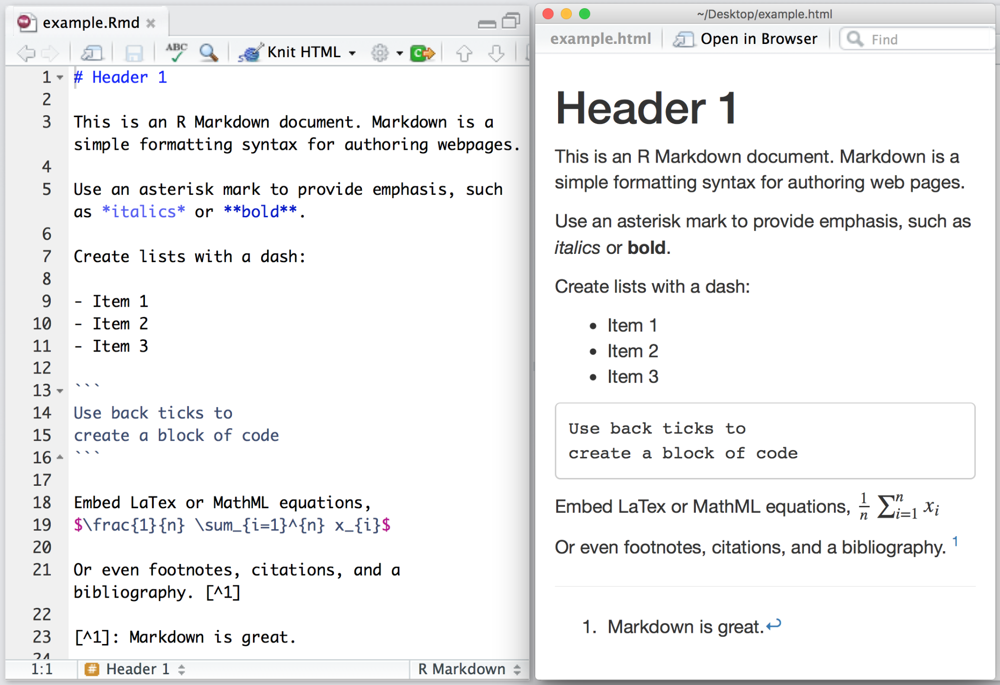 example.Rmd
ABC
Knit HTML
1 # Header 1
2
3 This is an R Markdown document. Markdown is a
simple formatting syntax for authoring webpages.
4
5 Use an asterisk mark to provide emphasis, such
as *italics* or **bold**.
6
7 Create lists with a dash:
8
9 - Item 1
10 - Item 2
11 - Item 3
12
13 ```
14 Use back ticks to
15 create a block of code
16 ```
17
18 Embed LaTex or MathML equations,
19 $\frac{1}{n} \sum_{i=1}^{n} x_{i}$
20
21 Or even footnotes, citations, and a
bibliography. [^1]
22
23 [^1]: Markdown is great.
24
1:1 # Header 1 R Markdown
~/Desktop/example.html
example.html Open in Browser Find
Header 1
This is an R Markdown document. Markdown is a
simple formatting syntax for authoring web pages.
Use an asterisk mark to provide emphasis, such as
italics or bold.
Create lists with a dash:
• Item 1
• Item 2
• Item 3
Use back ticks to
create a block of code
Embed LaTex or MathML equations, $\frac{1}{n} \sum_{i=1}^{n} x_i$
Or even footnotes, citations, and a bibliography. 1
1. Markdown is great.↩